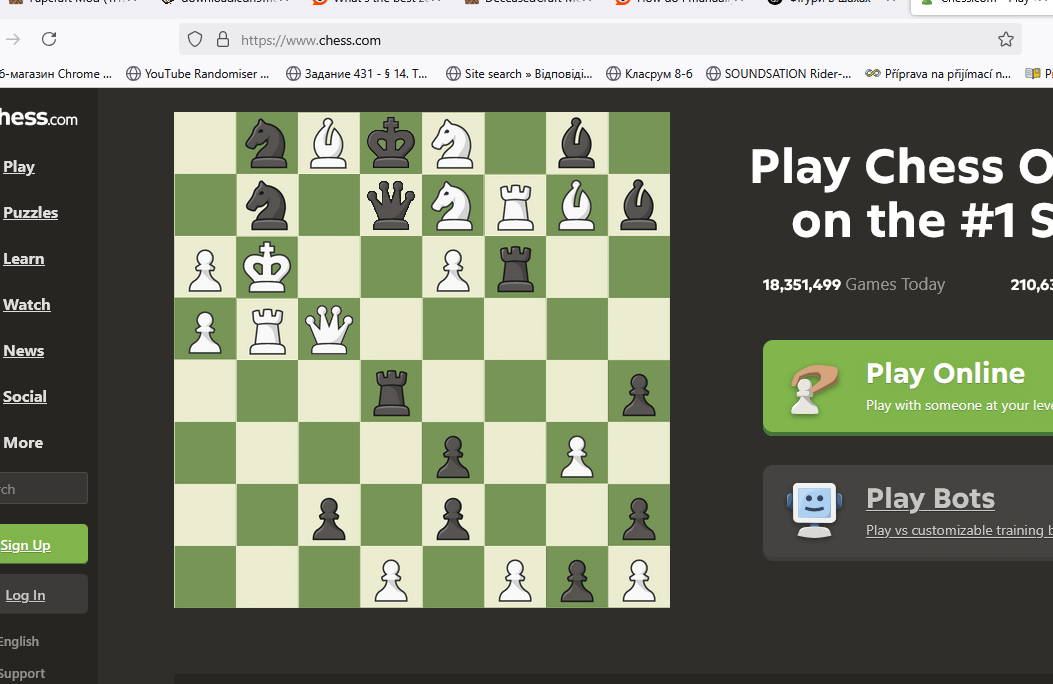 https://www.chess.com
YouTube Randomiser ...
Задание 431 - § 14. Т...
Site search » Відповіді...
Класрум 8-б
SOUNDSATION Rider-...
Příprava na přijímací n...
б-магазин Chrome ...
hess.com
Play
Puzzles
Learn
Watch
News
Social
More
rch
Sign Up
Log In
English
Support
Play Chess O
on the #1 S
18,351,499 Games Today
210,63
Play Online
Play with someone at your leve
Play Bots
Play vs customizable training b